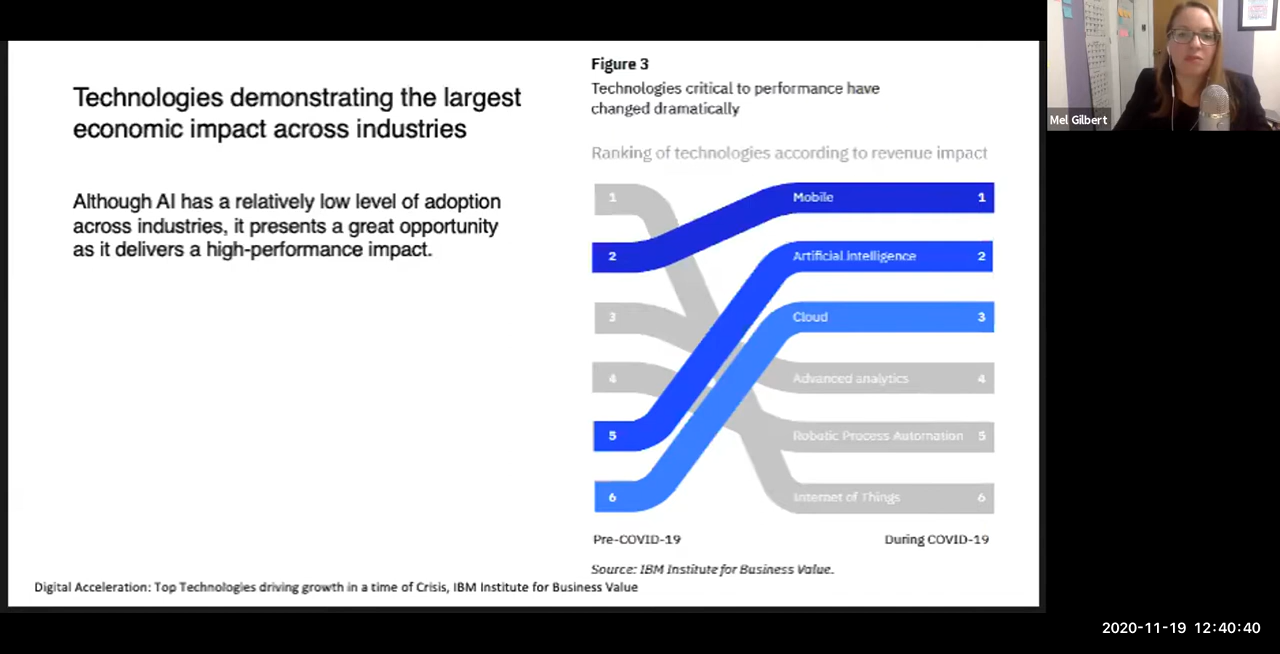 Technologies demonstrating the largest
economic impact across industries
Although AI has a relatively low level of adoption
across industries, it presents a great opportunity
as it delivers a high-performance impact.
Figure 3
Technologies critical to performance have
changed dramatically
Ranking of technologies according to revenue impact
1 Mobile 1
2 Artificial intelligence 2
3 Cloud 3
4 Advanced analytics 4
5 Robotic Process Automation 5
6 Internet of Things 6
Pre-COVID-19 During COVID-19
Source: IBM Institute for Business Value.
Digital Acceleration: Top Technologies driving growth in a time of Crisis, IBM Institute for Business Value
Mel Gilbert
2020-11-19 12:40:40